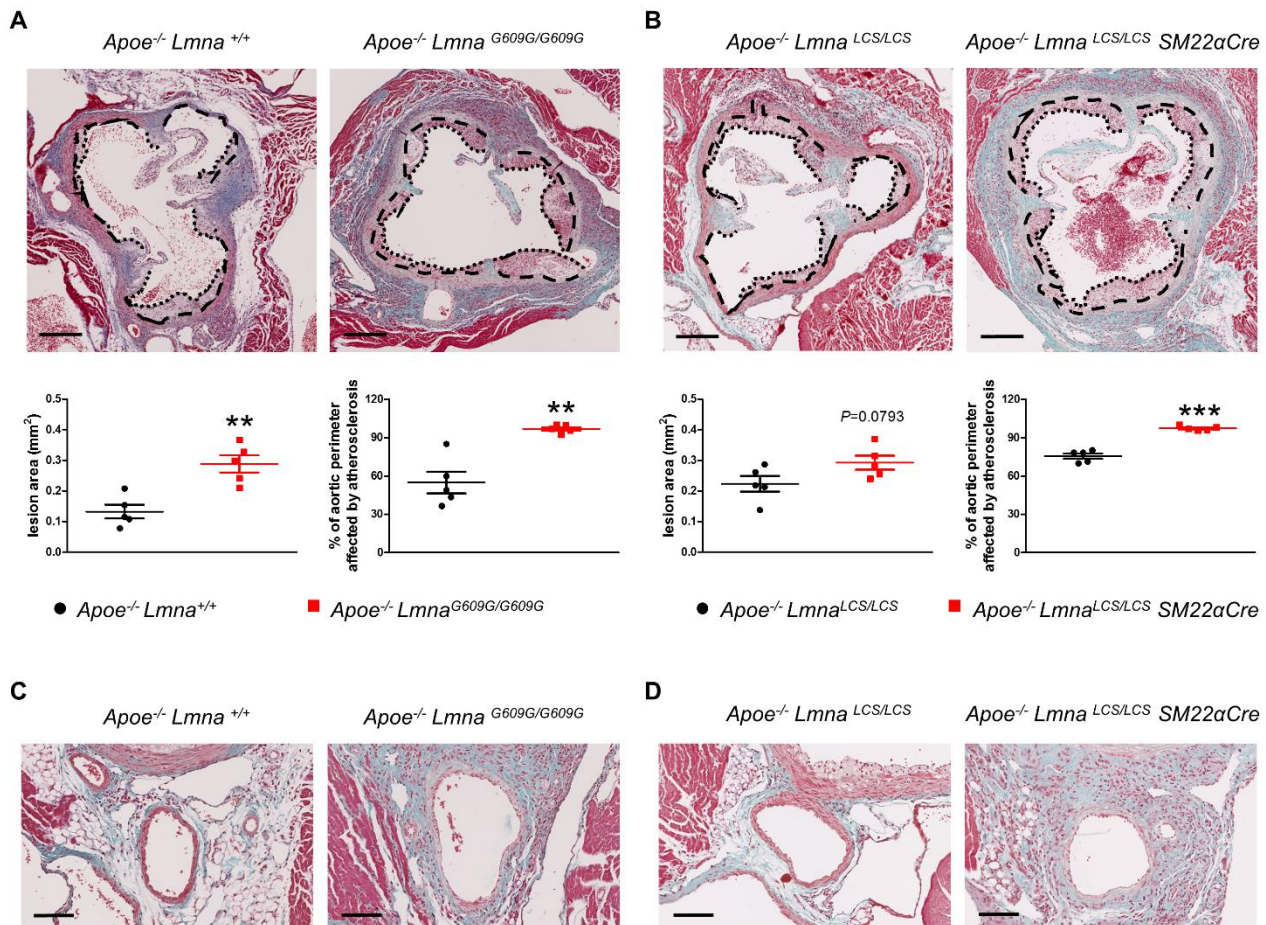 A
Apoe-/- Lmna +/+
Apoe-/- Lmna G609G/G609G
B
Apoe-/- Lmna LCS/LCS
Apoe-/- Lmna LCS/LCS SM22αCre
lesion area (mm2)
0.5
0.4
0.3
0.2
0.1
0.0
**
% of aortic perimeter
affected by atherosclerosis
120
90
60
30
0
**
lesion area (mm2)
0.5
0.4
0.3
0.2
0.1
0.0
P=0.0793
% of aortic perimeter
affected by atherosclerosis
120
90
60
30
0
***
Apoe-/- Lmna+/+
Apoe-/- LmnaG609G/G609G
Apoe-/- LmnaLCS/LCS
Apoe-/- LmnaLCS/LCS SM22αCre
C
Apoe-/- Lmna +/+
Apoe-/- Lmna G609G/G609G
D
Apoe-/- Lmna LCS/LCS
Apoe-/- Lmna LCS/LCS SM22αCre